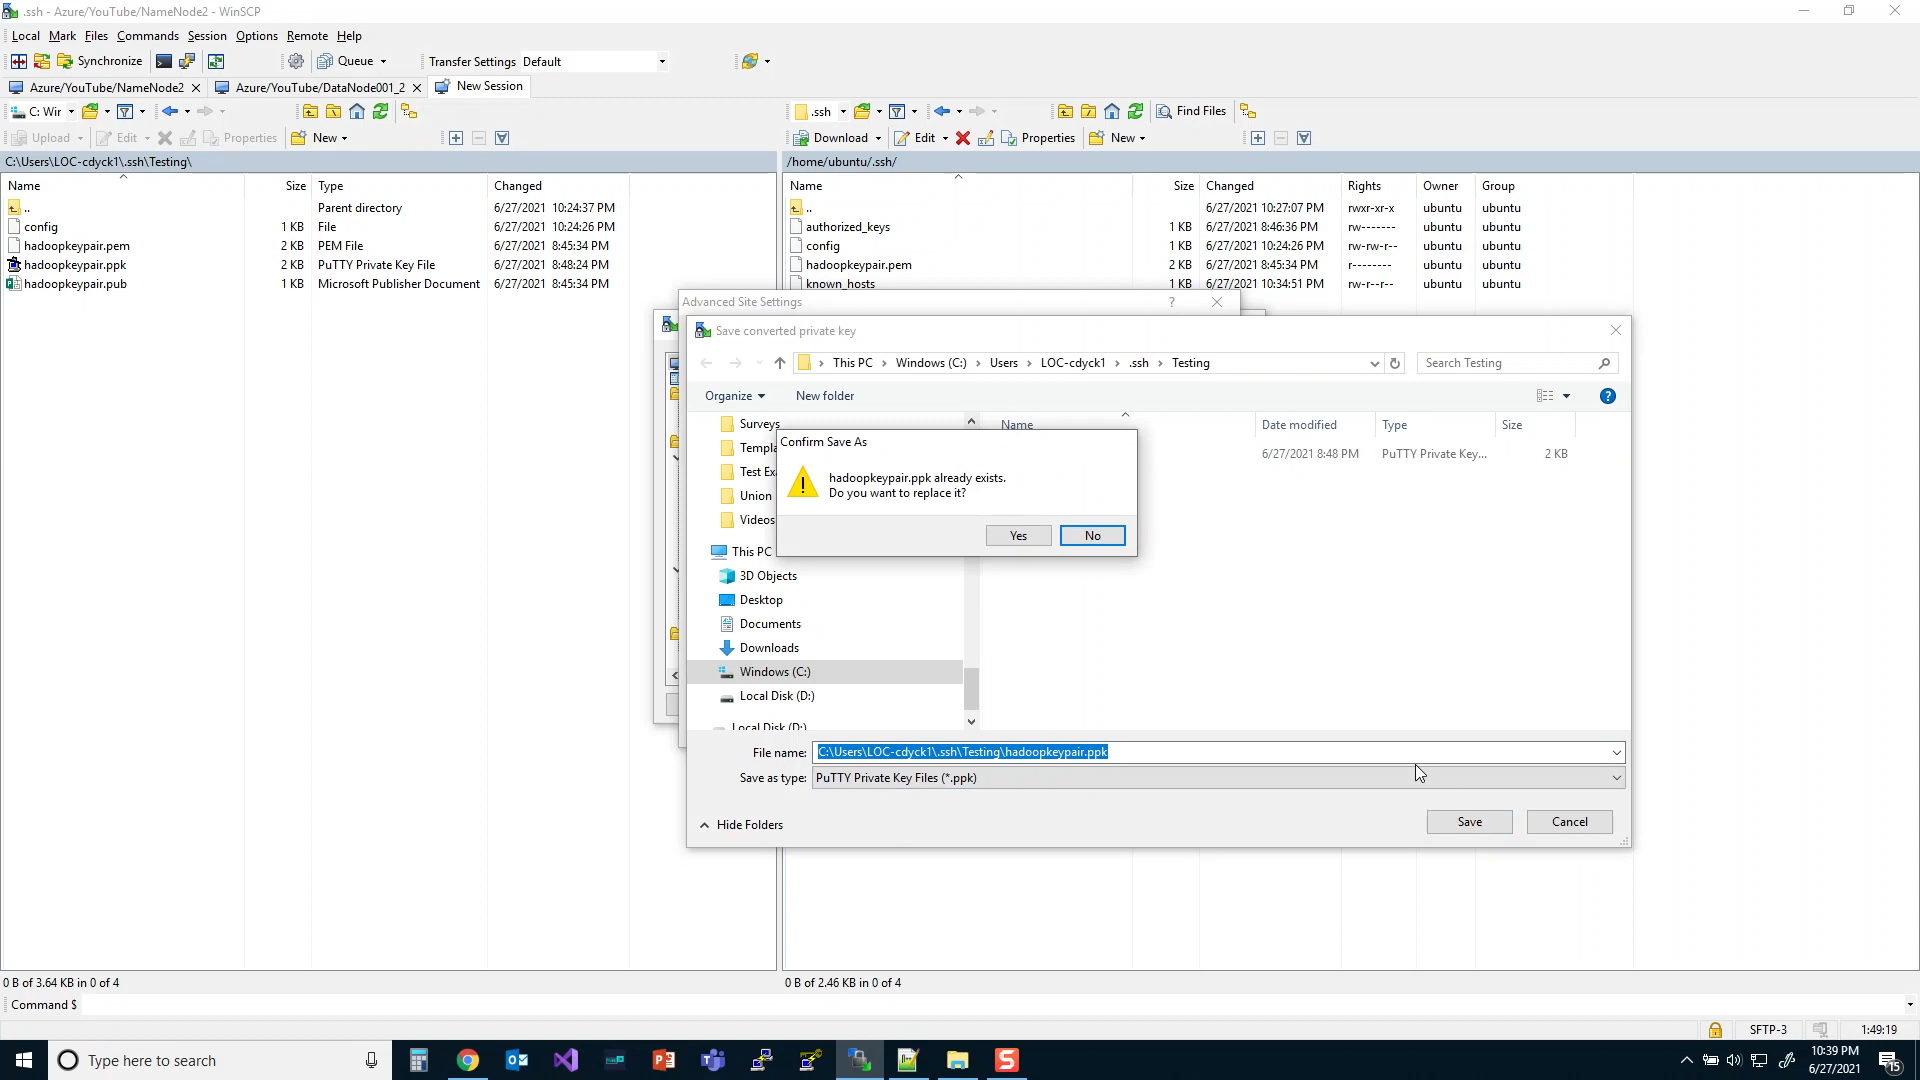 .ssh - Azure/YouTube/NameNode2 - WinSCP
Local Mark Files Commands Session Options Remote Help
Synchronize Queue Transfer Settings Default
Azure/YouTube/NameNode2 Azure/YouTube/DataNode001_2 New Session
C: Wir .ssh Find Files
Upload Edit Properties New Download Edit Properties New
C:\Users\LOC-cdyck1\.ssh\Testing\ /home/ubuntu/.ssh/
Name Size Type Changed
.. Parent directory 6/27/2021 10:24:37 PM
config 1 KB File 6/27/2021 10:24:26 PM
hadoopkeypair.pem 2 KB PEM File 6/27/2021 8:45:34 PM
hadoopkeypair.ppk 2 KB PuTTY Private Key File 6/27/2021 8:48:24 PM
hadoopkeypair.pub 1 KB Microsoft Publisher Document 6/27/2021 8:45:34 PM
Name Size Changed Rights Owner Group
.. 6/27/2021 10:27:07 PM rwxr-xr-x ubuntu ubuntu
authorized_keys 1 KB 6/27/2021 8:46:36 PM rw------- ubuntu ubuntu
config 1 KB 6/27/2021 10:24:26 PM rw-rw-r-- ubuntu ubuntu
hadoopkeypair.pem 2 KB 6/27/2021 8:45:34 PM r-------- ubuntu ubuntu
known_hosts 1 KB 6/27/2021 10:34:51 PM rw-r--r-- ubuntu ubuntu
Advanced Site Settings ?
Save converted private key
This PC Windows (C:) Users LOC-cdyck1 .ssh Testing Search Testing
Organize New folder ?
Name Date modified Type Size
6/27/2021 8:48 PM PuTTY Private Key... 2 KB
Surveys
Templa
Test Exa
Union
Videos
This PC
3D Objects
Desktop
Documents
Downloads
Windows (C:)
Local Disk (D:)
Local Disk (D:)
Confirm Save As
hadoopkeypair.ppk already exists.
Do you want to replace it?
Yes No
File name: C:\Users\LOC-cdyck1\.ssh\Testing\hadoopkeypair.ppk
Save as type: PuTTY Private Key Files (*.ppk)
Hide Folders Save Cancel
0 B of 3.64 KB in 0 of 4 0 B of 2.46 KB in 0 of 4
Command $
SFTP-3 1:49:19
Type here to search
10:39 PM
6/27/2021
15